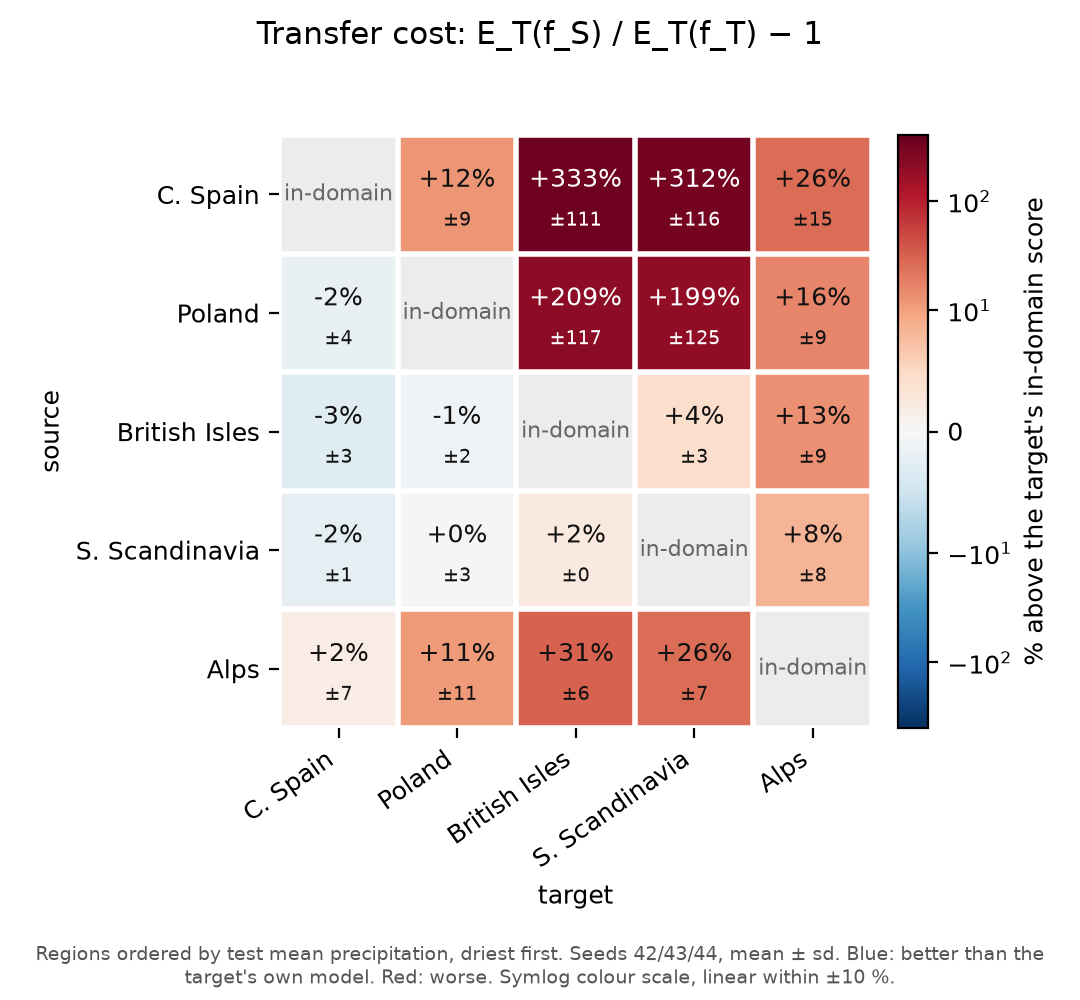 Transfer cost: E_T(f_S) / E_T(f_T) − 1
C. Spain
in-domain
+12%
±9
+333%
±111
+312%
±116
+26%
±15
Poland
-2%
±4
in-domain
+209%
±117
+199%
±125
+16%
±9
British Isles
-3%
±3
-1%
±2
in-domain
+4%
±3
+13%
±9
S. Scandinavia
-2%
±1
+0%
±3
+2%
±0
in-domain
+8%
±8
Alps
+2%
±7
+11%
±11
+31%
±6
+26%
±7
in-domain
source
C. Spain
Poland
British Isles
S. Scandinavia
Alps
target
10²
10¹
0
−10¹
−10²
% above the target's in-domain score
Regions ordered by test mean precipitation, driest first. Seeds 42/43/44, mean ± sd. Blue: better than the
target's own model. Red: worse. Symlog colour scale, linear within ±10 %.